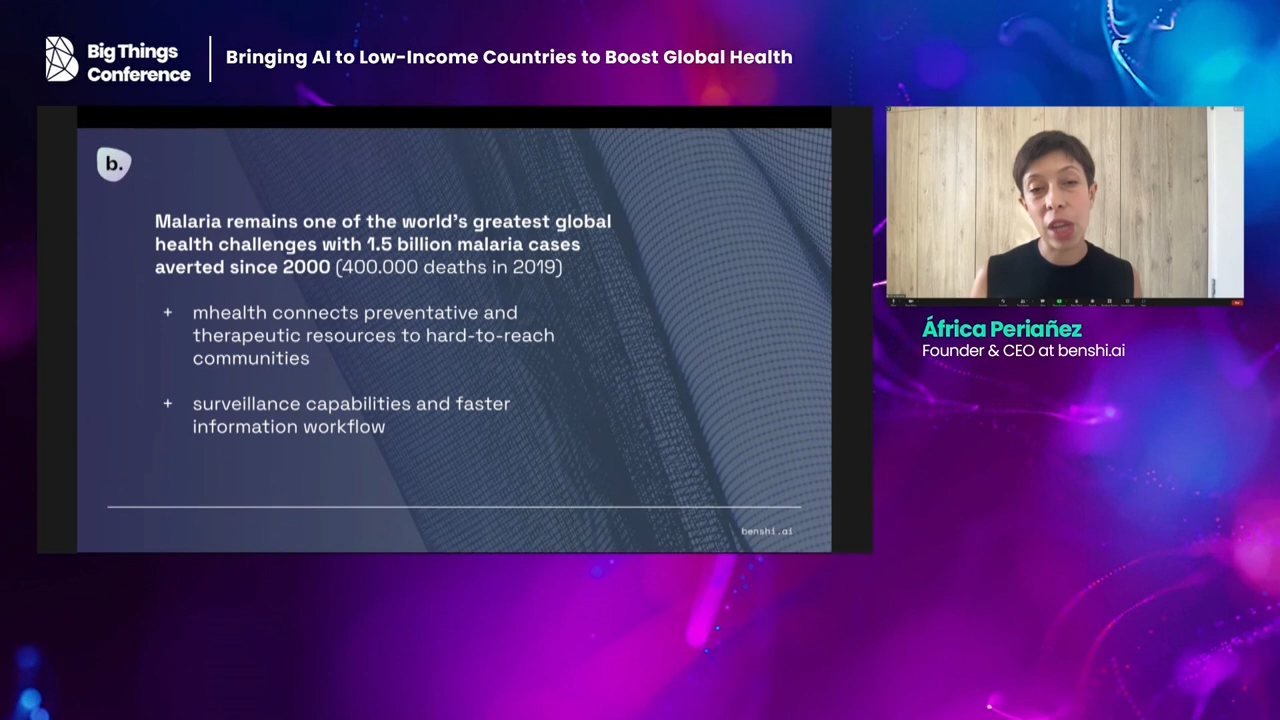 Big Things
Conference
Bringing AI to Low-Income Countries to Boost Global Health
b.
Malaria remains one of the world's greatest global
health challenges with 1.5 billion malaria cases
averted since 2000 (400.000 deaths in 2019)
+ mhealth connects preventative and
therapeutic resources to hard-to-reach
communities
+ surveillance capabilities and faster
information workflow
benshi.ai
África Periañez
Founder & CEO at benshi.ai